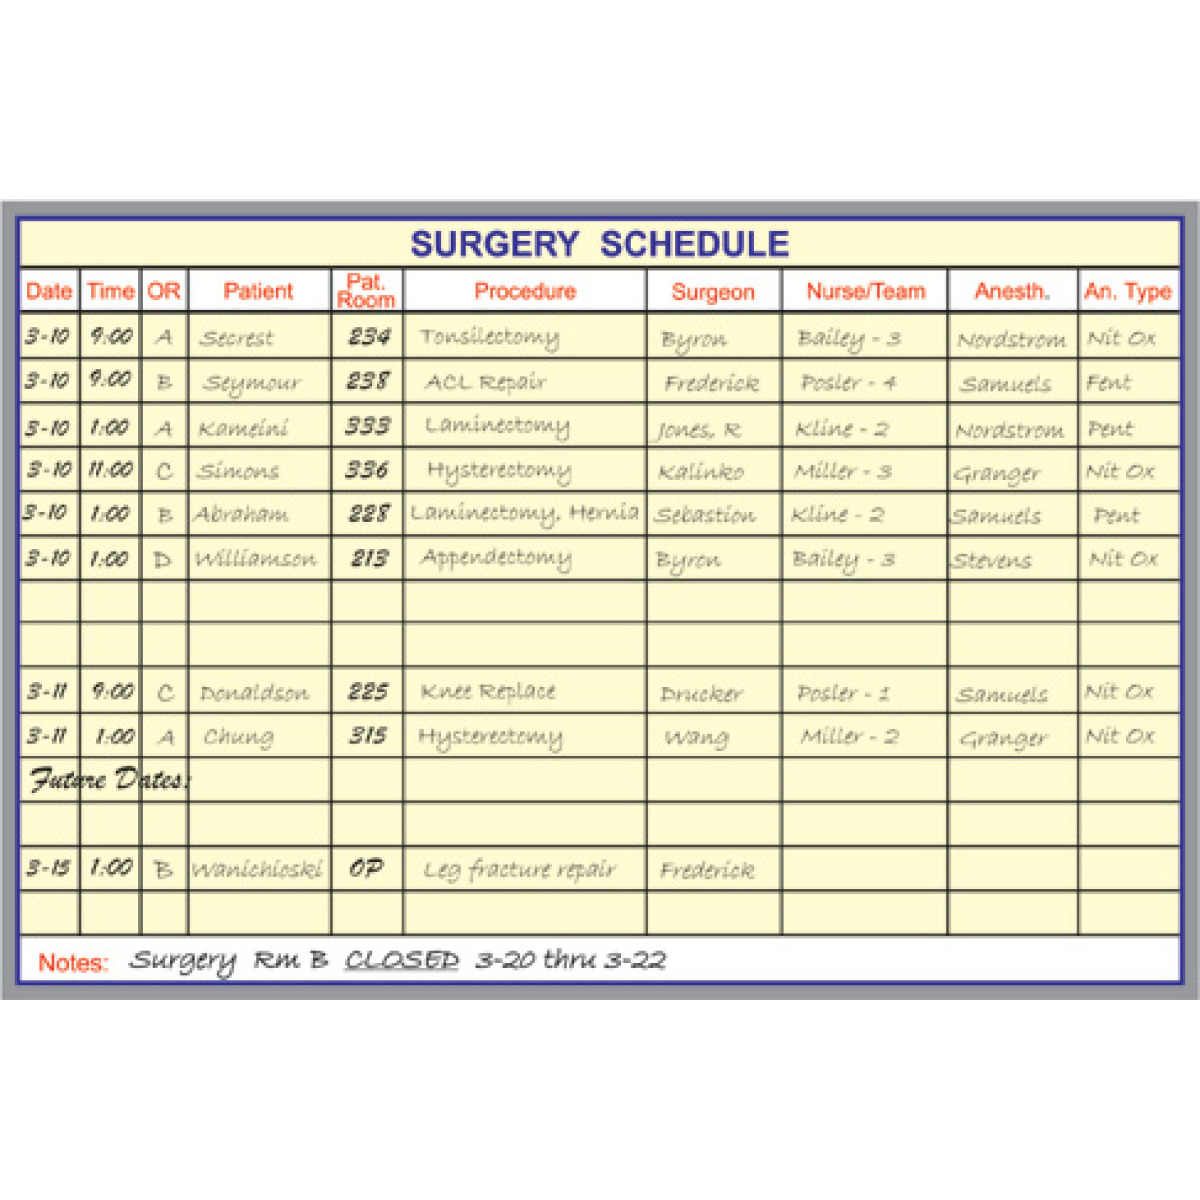 SURGERY SCHEDULE
Date Time OR Patient Pat. Room Procedure Surgeon Nurse/Team Anesth. An. Type
3-10 9:00 A Secrest 234 Tonsilectomy Byron Bailey - 3 Nordstrom Nit Ox
3-10 9:00 B Seymour 238 ACL Repair Frederick Posler - 4 Samuels Fent
3-10 1:00 A Kameini 333 Laminectomy Jones, R Kline - 2 Nordstrom Pent
3-10 11:00 C Simons 336 Hysterectomy Kalinko Miller - 3 Granger Nit Ox
3-10 1:00 B Abraham 228 Laminectomy, Hernia Sebastion Kline - 2 Samuels Pent
3-10 1:00 D Williamson 213 Appendectomy Byron Bailey - 3 Stevens Nit Ox
3-11 9:00 C Donaldson 225 Knee Replace Drucker Posler - 1 Samuels Nit Ox
3-11 1:00 A Chung 315 Hysterectomy Wang Miller - 2 Granger Nit Ox
Future Dates:
3-15 1:00 B Wanichioski OP Leg fracture repair Frederick
Notes: Surgery Rm B CLOSED 3-20 thru 3-22